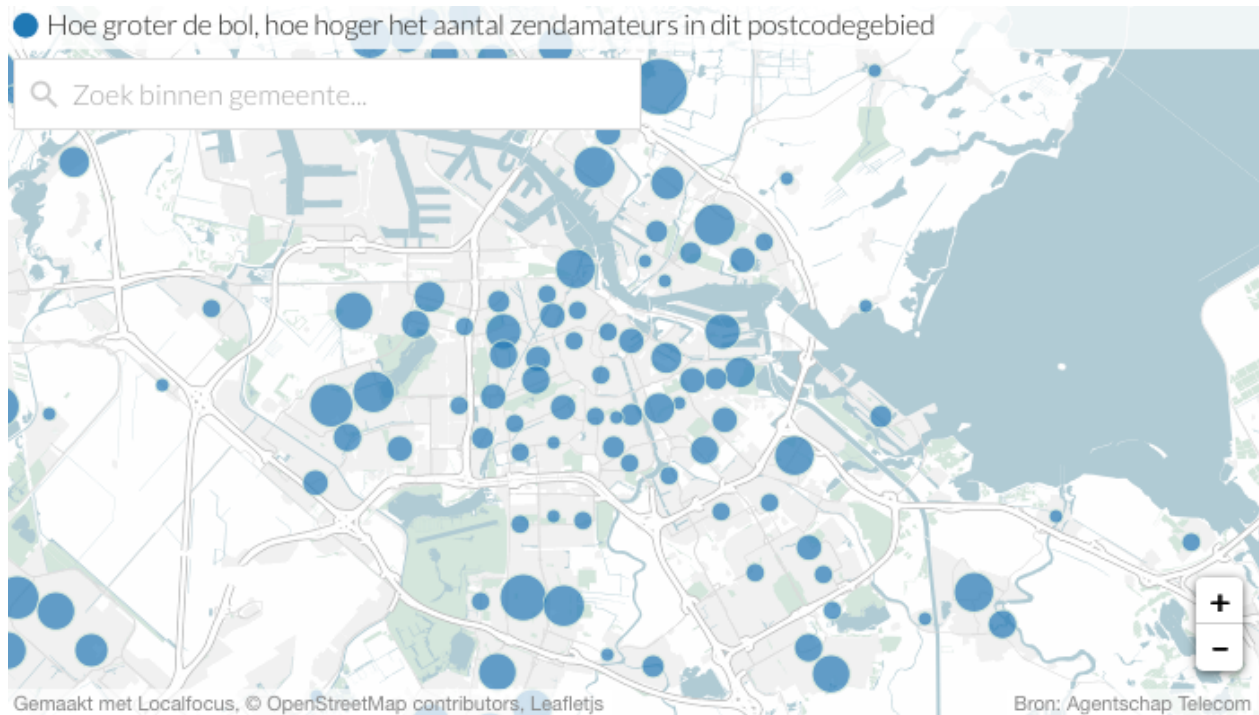 Hoe groter de bol, hoe hoger het aantal zendamateurs in dit postcodegebied
Zoek binnen gemeente...
+
−
Gemaakt met Localfocus, © OpenStreetMap contributors, Leafletjs
Bron: Agentschap Telecom